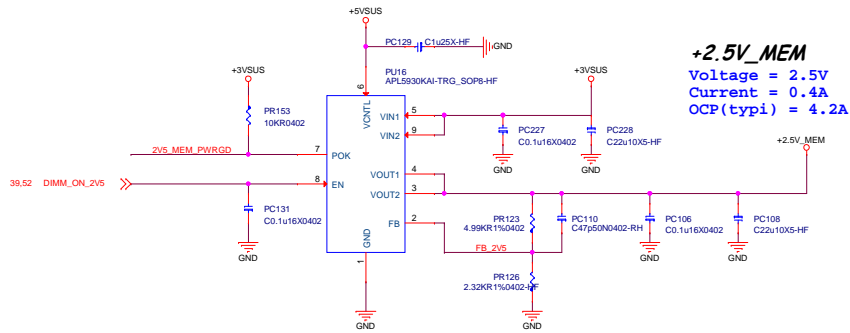 +5VSUS
PC129
C1u25X-HF
GND
+2.5V_MEM
Voltage = 2.5V
Current = 0.4A
OCP(typi) = 4.2A
+3VSUS
PU16
APL5930KAI-TRG_SOP8-HF
+3VSUS
6
VCNTL
PR153
10KR0402
VIN1
5
VIN2
9
PC227
C0.1u16X0402
PC228
C22u10X5-HF
GND
GND
+2.5V_MEM
2V5_MEM_PWRGD
7
POK
39,52 DIMM_ON_2V5
8
EN
VOUT1
4
VOUT2
3
PC131
C0.1u16X0402
GND
FB
2
PR123
4.99KR1%0402
PC110
C47p50N0402-RH
PC106
C0.1u16X0402
PC108
C22u10X5-HF
GND
GND
GND
1
FB_2V5
PR126
2.32KR1%0402-HF
GND
GND